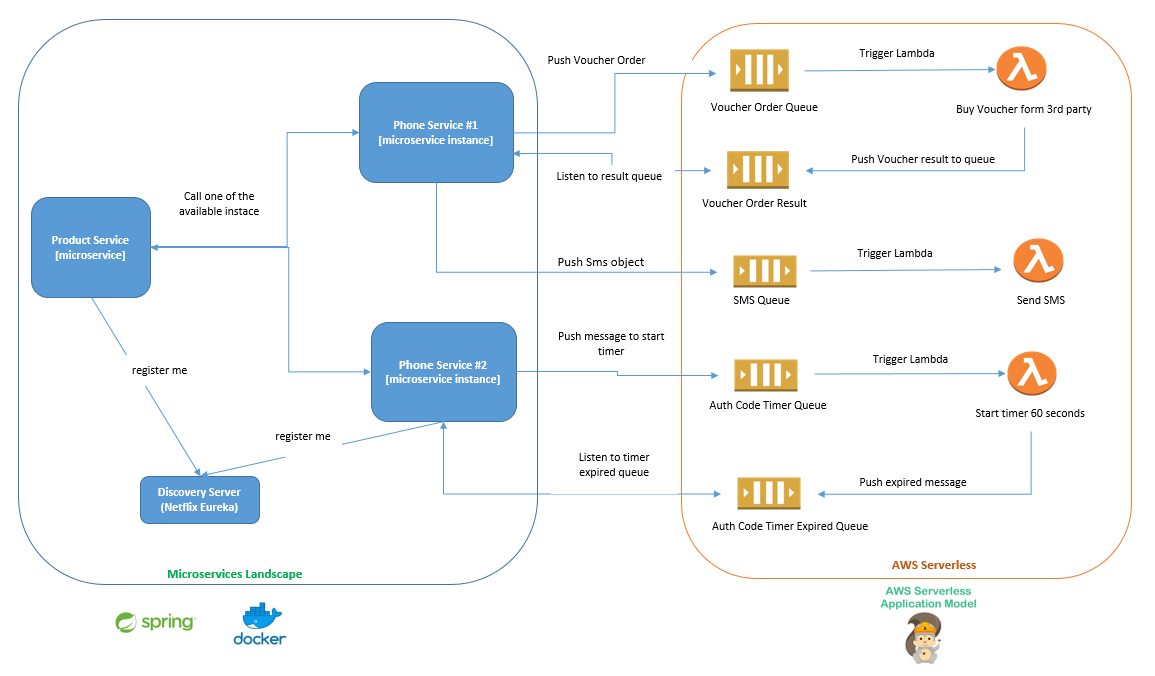 Push Voucher Order
Trigger Lambda
Voucher Order Queue
Buy Voucher form 3rd party
Phone Service #1
[microservice instance]
Push Voucher result to queue
Listen to result queue
Voucher Order Result
Call one of the
available instace
Product Service
[microservice]
Push Sms object
Trigger Lambda
SMS Queue
Send SMS
Push message to start
timer
Trigger Lambda
Phone Service #2
[microservice instance]
Auth Code Timer Queue
Start timer 60 seconds
register me
register me
Listen to timer
expired queue
Push expired message
Auth Code Timer Expired Queue
Discovery Server
(Netflix Eureka)
Microservices Landscape
AWS Serverless
spring
docker
AWS Serverless
Application Model